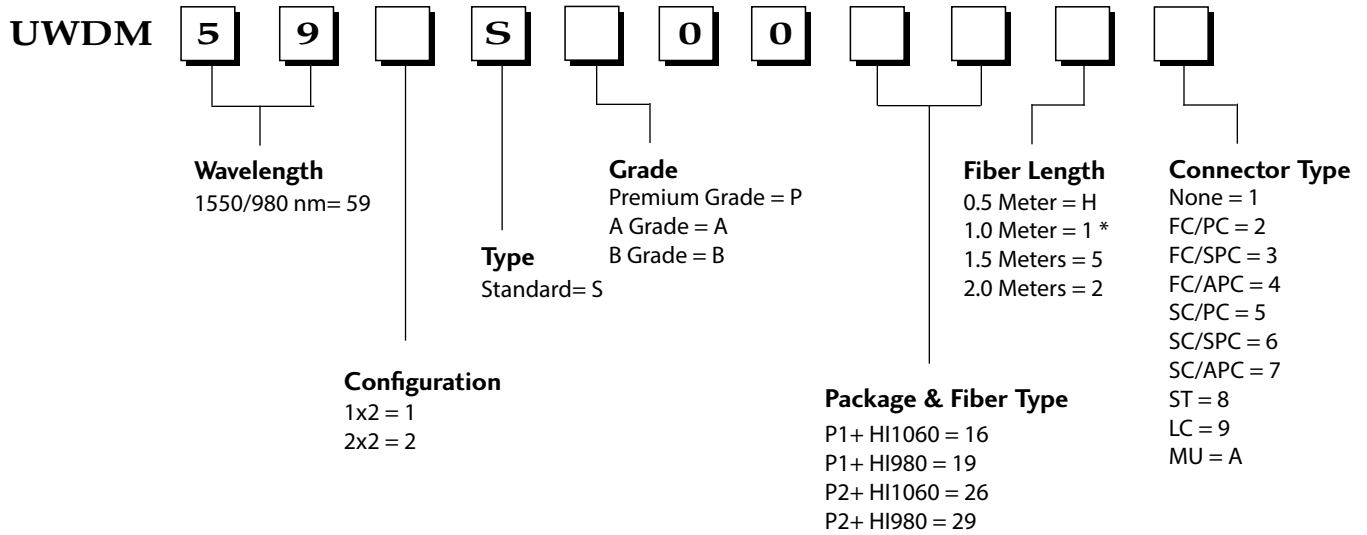 UWDM 5 9 S 0 0
Wavelength
1550/980 nm= 59
Configuration
1x2 = 1
2x2 = 2
Type
Standard= S
Grade
Premium Grade = P
A Grade = A
B Grade = B
Package & Fiber Type
P1+ HI1060 = 16
P1+ HI980 = 19
P2+ HI1060 = 26
P2+ HI980 = 29
Fiber Length
0.5 Meter = H
1.0 Meter = 1 *
1.5 Meters = 5
2.0 Meters = 2
Connector Type
None = 1
FC/PC = 2
FC/SPC = 3
FC/APC = 4
SC/PC = 5
SC/SPC = 6
SC/APC = 7
ST = 8
LC = 9
MU = A